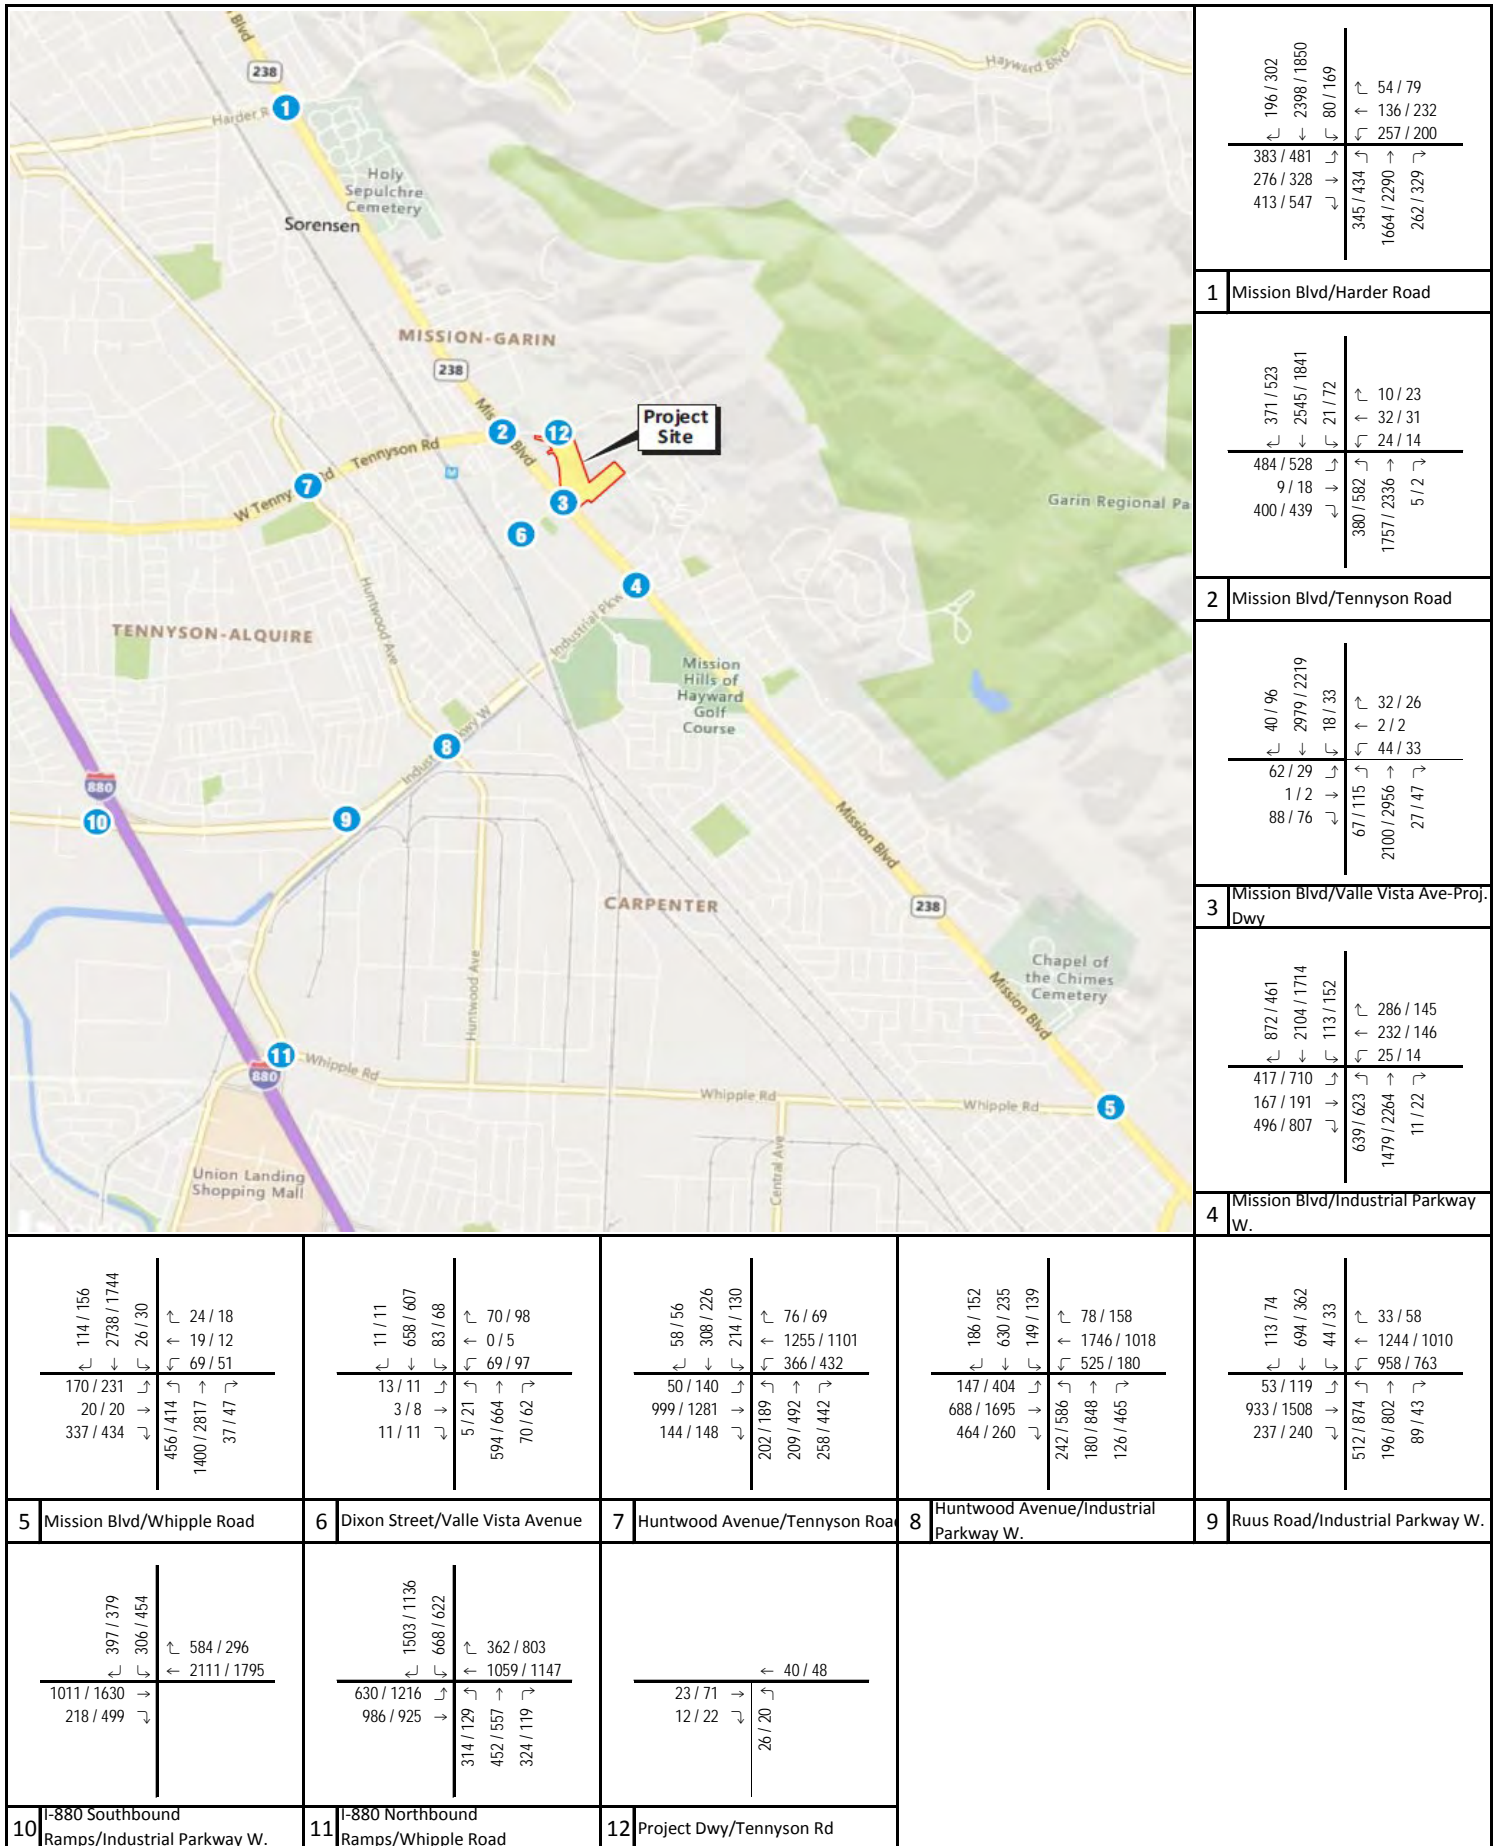 Blvd
238
1
Harder R
Hayward Blvd
Holy
Sepulchre
Cemetery
Sorensen
MISSION-GARIN
238
Mis
Blvd
2
12
Project
Site
Tennyson Rd
7
W Tenny
Rd
3
6
Garin Regional Pa
4
Industrial Pkw
Huntwood Ave
TENNYSON-ALQUIRE
Mission
Hills of
Hayward
Golf
Course
8
Indust
kwy W
880
10
9
Mission Blvd
CARPENTER
238
Chapel of
the Chimes
Cemetery
Mission Blvd
Huntwood Ave
11
880
Whipple Rd
Whipple Rd
Whipple Rd
5
Central Ave
Union Landing
Shopping Mall
196 / 302
2398 / 1850
80 / 169
54 / 79
136 / 232
257 / 200
383 / 481
276 / 328
413 / 547
345 / 434
1664 / 2290
262 / 329
1 Mission Blvd/Harder Road
371 / 523
2545 / 1841
21 / 72
10 / 23
32 / 31
24 / 14
484 / 528
9 / 18
400 / 439
380 / 582
1757 / 2336
5 / 2
2 Mission Blvd/Tennyson Road
40 / 96
2979 / 2219
18 / 33
32 / 26
2 / 2
44 / 33
62 / 29
1 / 2
88 / 76
67 / 115
2100 / 2956
27 / 47
3 Mission Blvd/Valle Vista Ave-Proj.
Dwy
872 / 461
2104 / 1714
113 / 152
286 / 145
232 / 146
25 / 14
417 / 710
167 / 191
496 / 807
639 / 623
1479 / 2264
11 / 22
4 Mission Blvd/Industrial Parkway
W.
114 / 156
2738 / 1744
26 / 30
24 / 18
19 / 12
69 / 51
170 / 231
20 / 20
337 / 434
456 / 414
1400 / 2817
37 / 47
5 Mission Blvd/Whipple Road
11 / 11
658 / 607
83 / 68
70 / 98
0 / 5
69 / 97
13 / 11
3 / 8
11 / 11
5 / 21
594 / 664
70 / 62
6 Dixon Street/Valle Vista Avenue
58 / 56
308 / 226
214 / 130
76 / 69
1255 / 1101
366 / 432
50 / 140
999 / 1281
144 / 148
202 / 189
209 / 492
258 / 442
7 Huntwood Avenue/Tennyson Roa
186 / 152
630 / 235
149 / 139
78 / 158
1746 / 1018
525 / 180
147 / 404
688 / 1695
464 / 260
242 / 586
180 / 848
126 / 465
8 Huntwood Avenue/Industrial
Parkway W.
113 / 74
694 / 362
44 / 33
33 / 58
1244 / 1010
958 / 763
53 / 119
933 / 1508
237 / 240
512 / 874
196 / 802
89 / 43
9 Ruus Road/Industrial Parkway W.
397 / 379
306 / 454
584 / 296
2111 / 1795
1011 / 1630
218 / 499
10 I-880 Southbound
Ramps/Industrial Parkway W.
1503 / 1136
668 / 622
362 / 803
1059 / 1147
630 / 1216
986 / 925
314 / 129
452 / 557
324 / 119
11 I-880 Northbound
Ramps/Whipple Road
40 / 48
23 / 71
12 / 22
26 / 20
12 Project Dwy/Tennyson Rd